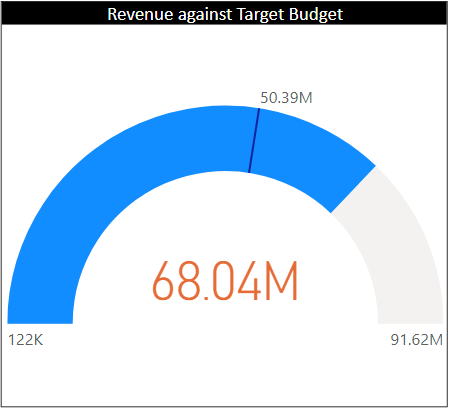 Revenue against Target Budget
50.39M
68.04M
122K
91.62M